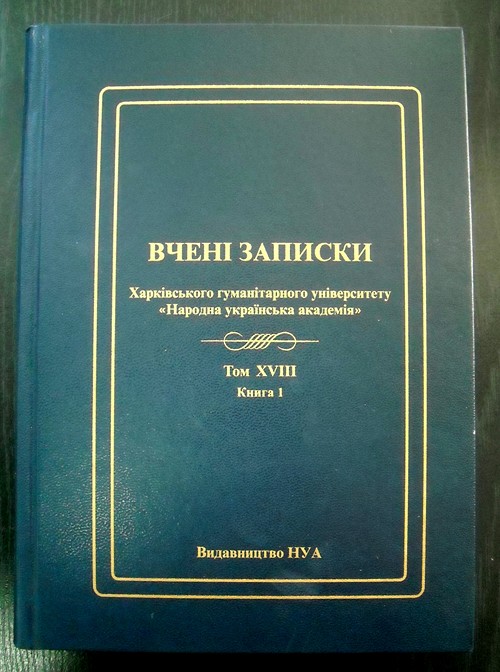 ВЧЕНІ ЗАПИСКИ
Харківського гуманітарного університету
«Народна українська академія»
Том XVIII
Книга 1
Видавництво НУА